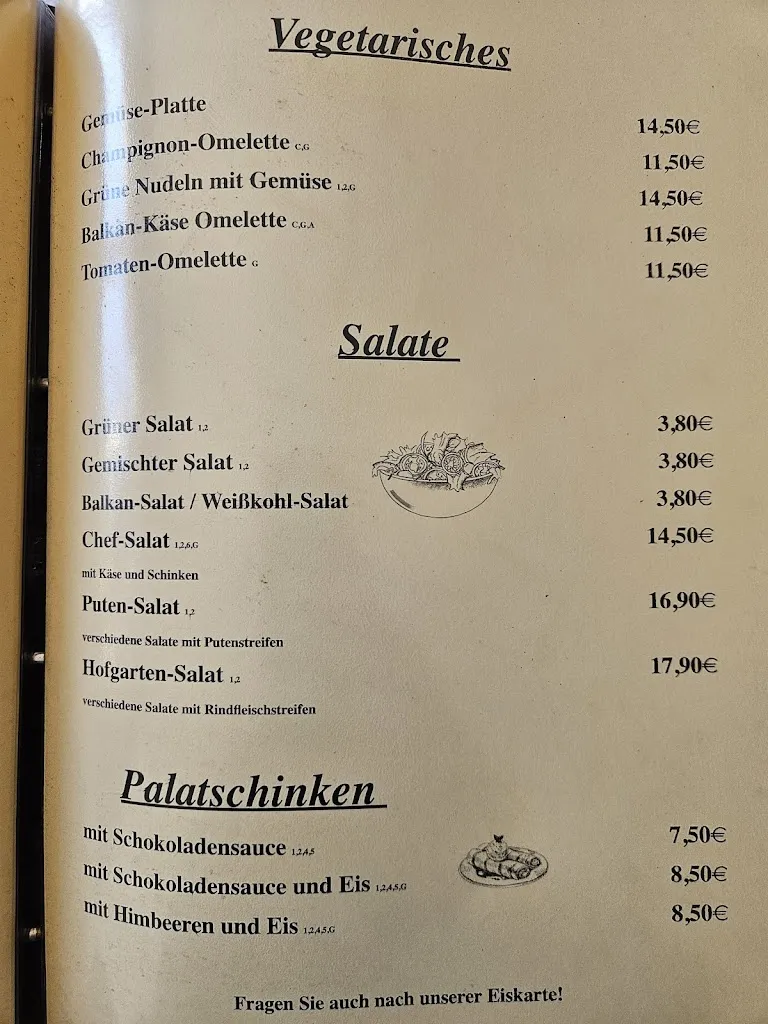 Vegetarisches
Gemüse-Platte 14,50€
Champignon-Omelette C,G 11,50€
Grüne Nudeln mit Gemüse 1,2,G 14,50€
Balkan-Käse Omelette C,G,A 11,50€
Tomaten-Omelette G 11,50€
Salate
Grüner Salat 1,2 3,80€
Gemischter Salat 1,2 3,80€
Balkan-Salat / Weißkohl-Salat 3,80€
Chef-Salat 1,2,6,G 14,50€
mit Käse und Schinken
Puten-Salat 1,2 16,90€
verschiedene Salate mit Putenstreifen
Hofgarten-Salat 1,2 17,90€
verschiedene Salate mit Rindfleischstreifen
Palatschinken
mit Schokoladensauce 1,2,4,5 7,50€
mit Schokoladensauce und Eis 1,2,4,5,G 8,50€
mit Himbeeren und Eis 1,2,4,5,G 8,50€
Fragen Sie auch nach unserer Eiskarte!